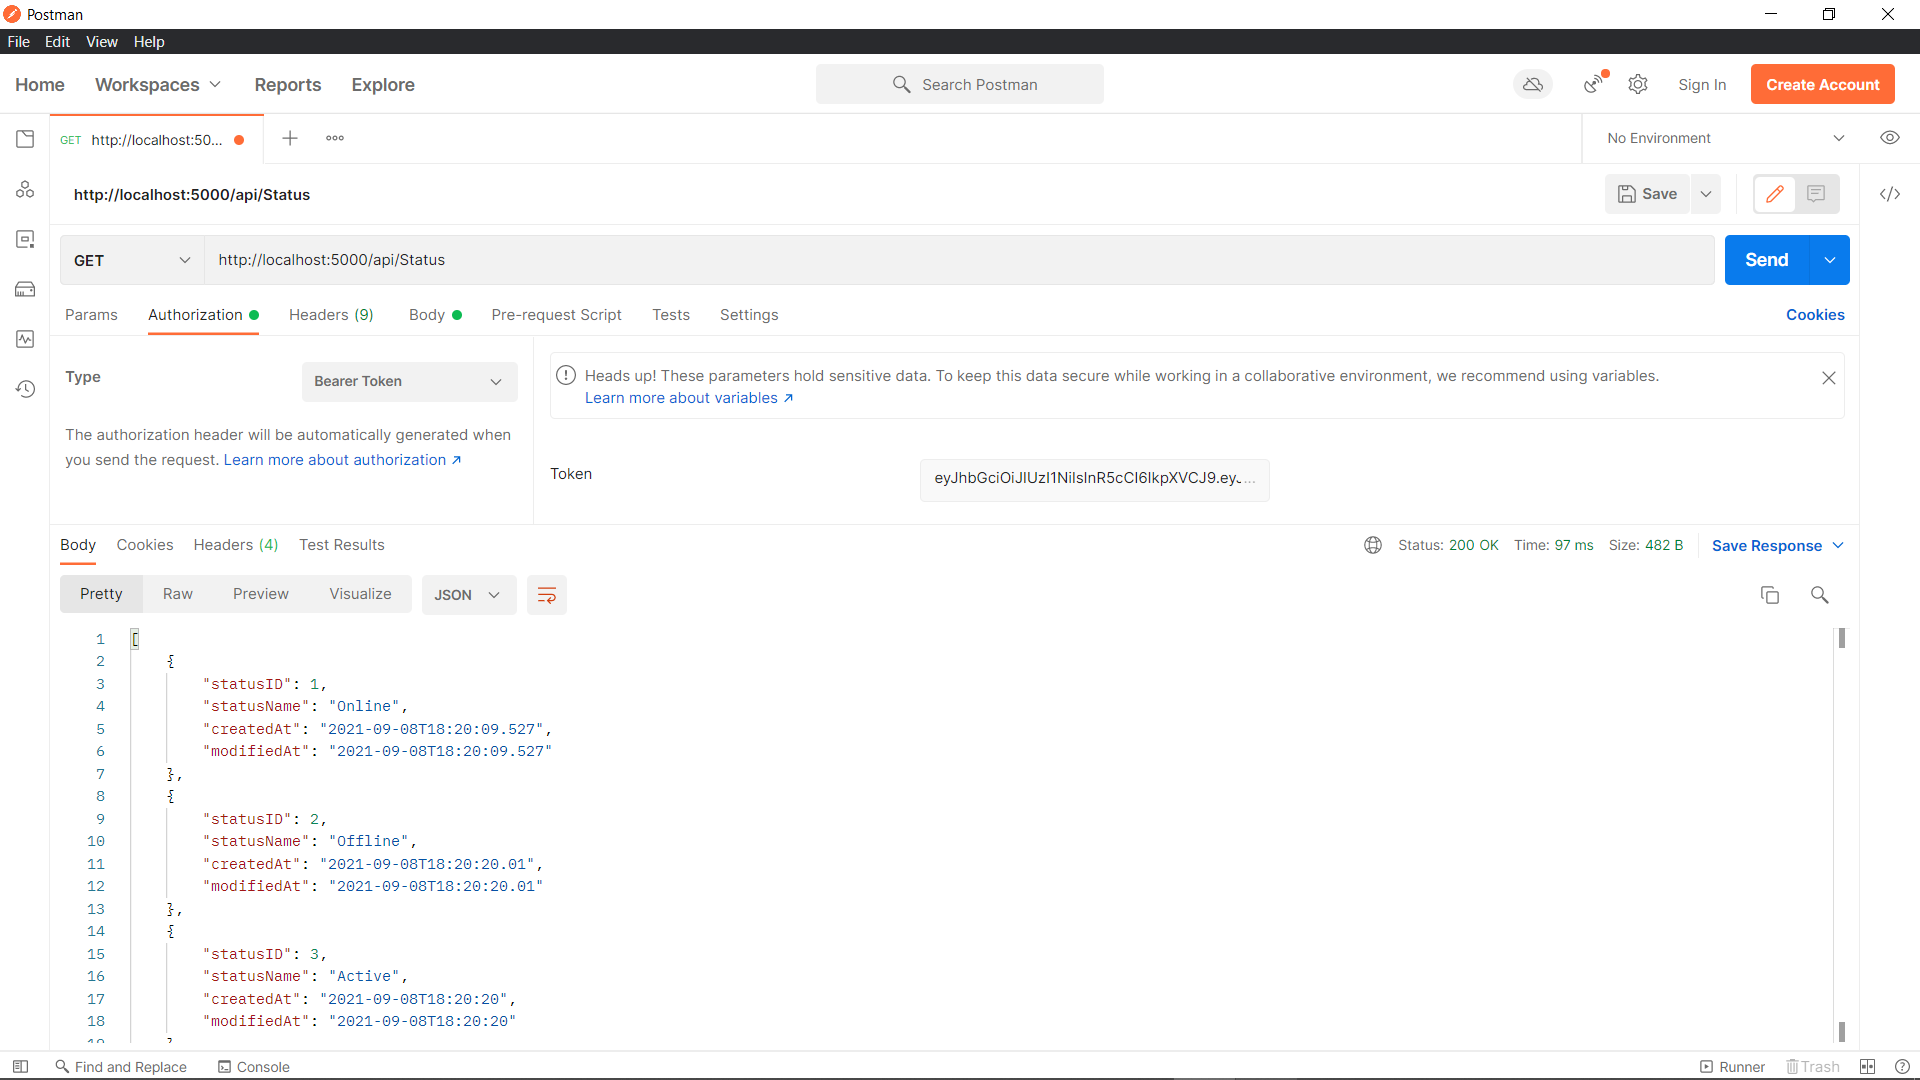 Postman
File Edit View Help
Home Workspaces Reports Explore Search Postman Sign In Create Account
GET http://localhost:50... No Environment
http://localhost:5000/api/Status Save
GET http://localhost:5000/api/Status Send
Params Authorization Headers (9) Body Pre-request Script Tests Settings Cookies
Type Bearer Token
Heads up! These parameters hold sensitive data. To keep this data secure while working in a collaborative environment, we recommend using variables.
Learn more about variables ↗
The authorization header will be automatically generated when
you send the request. Learn more about authorization ↗
Token eyJhbGciOiJIUzI1NiIsInR5cCI6IkpXVCJ9.eyJ...
Body Cookies Headers (4) Test Results Status: 200 OK Time: 97 ms Size: 482 B Save Response
Pretty Raw Preview Visualize JSON
1 [
2 {
3 "statusID": 1,
4 "statusName": "Online",
5 "createdAt": "2021-09-08T18:20:09.527",
6 "modifiedAt": "2021-09-08T18:20:09.527"
7 },
8 {
9 "statusID": 2,
10 "statusName": "Offline",
11 "createdAt": "2021-09-08T18:20:20.01",
12 "modifiedAt": "2021-09-08T18:20:20.01"
13 },
14 {
15 "statusID": 3,
16 "statusName": "Active",
17 "createdAt": "2021-09-08T18:20:20",
18 "modifiedAt": "2021-09-08T18:20:20"
Find and Replace Console Runner Trash